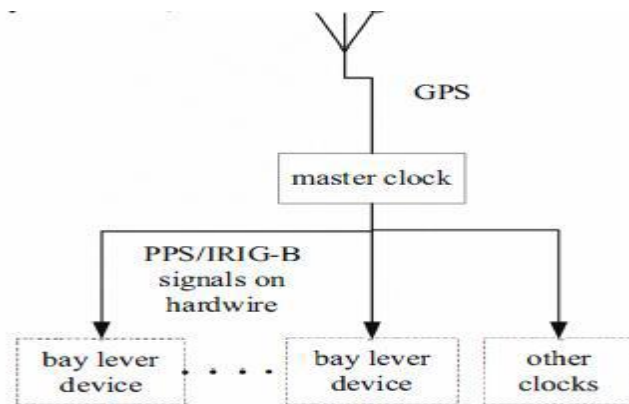 GPS
master clock
PPS/IRIG-B
signals on
hardwire
bay lever
device
bay lever
device
other
clocks